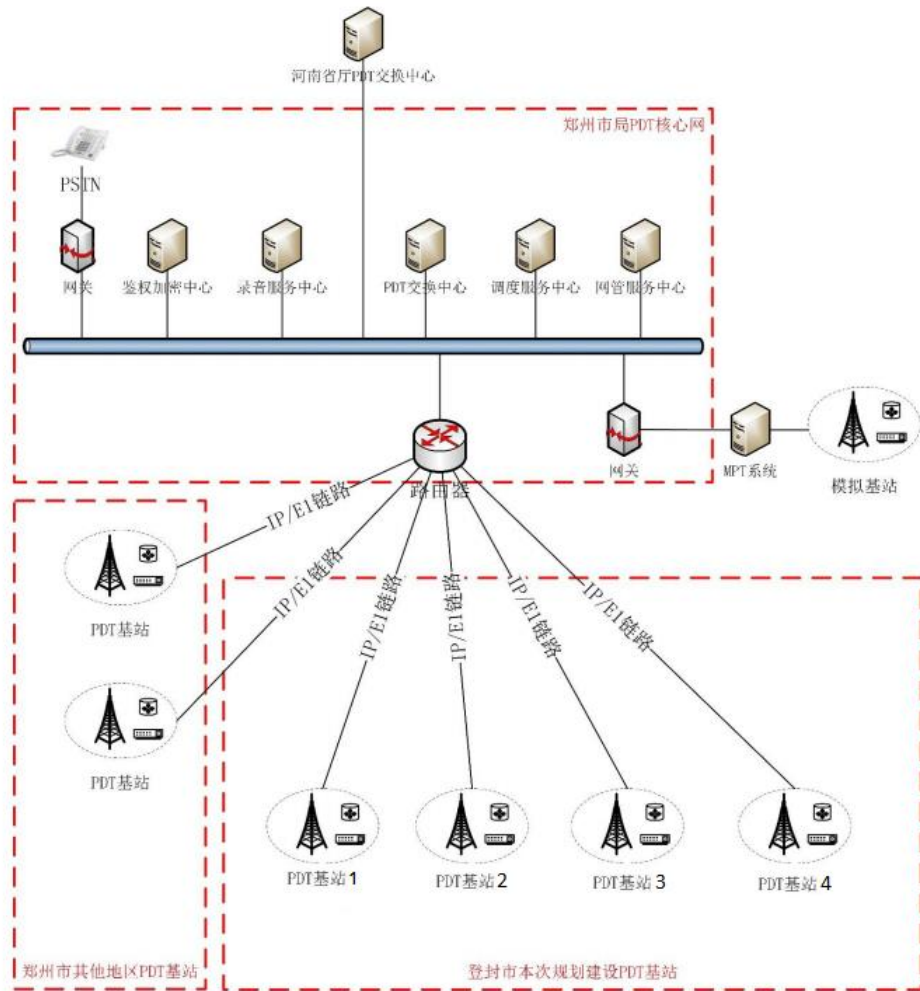 河南省厅PDT交换中心
郑州市局PDT核心网
PSTN
网关
鉴权加密中心
录音服务中心
PDT交换中心
调度服务中心
网管服务中心
路由器
网关
MPT系统
模拟基站
IP/E1链路
IP/E1链路
IP/E1链路
IP/E1链路
IP/E1链路
IP/E1链路
PDT基站
PDT基站
PDT基站1
PDT基站2
PDT基站3
PDT基站4
郑州市其他地区PDT基站
登封市本次规划建设PDT基站